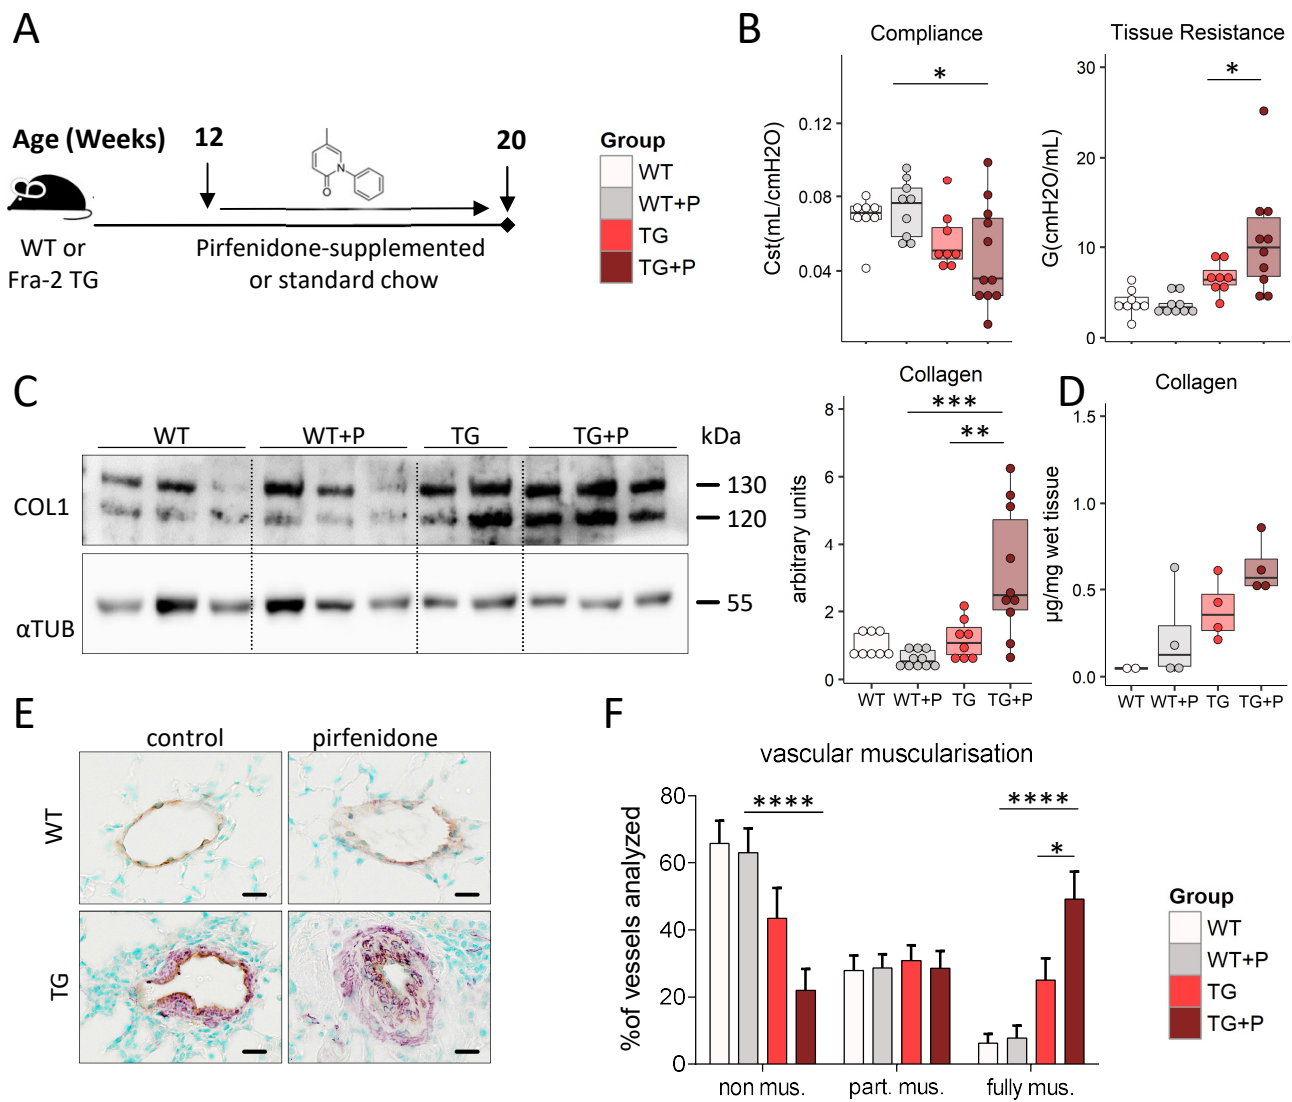 A
Age (Weeks)
12
20
N
O
WT or
Fra-2 TG
Pirfenidone-supplemented
or standard chow
Group
WT
WT+P
TG
TG+P
B
Compliance
*
Cst(mL/cmH2O)
0.12
0.08
0.04
Tissue Resistance
*
G(cmH2O/mL)
30
20
10
0
C
WT
WT+P
TG
TG+P
kDa
COL1
130
120
αTUB
55
Collagen
***
**
arbitrary units
8
6
4
2
0
WT
WT+P
TG
TG+P
D
Collagen
µg/mg wet tissue
1.5
1.0
0.5
0.0
WT
WT+P
TG
TG+P
E
control
pirfenidone
WT
TG
F
vascular muscularisation
%of vessels analyzed
80
60
40
20
0
****
****
*
non mus.
part. mus.
fully mus.
Group
WT
WT+P
TG
TG+P